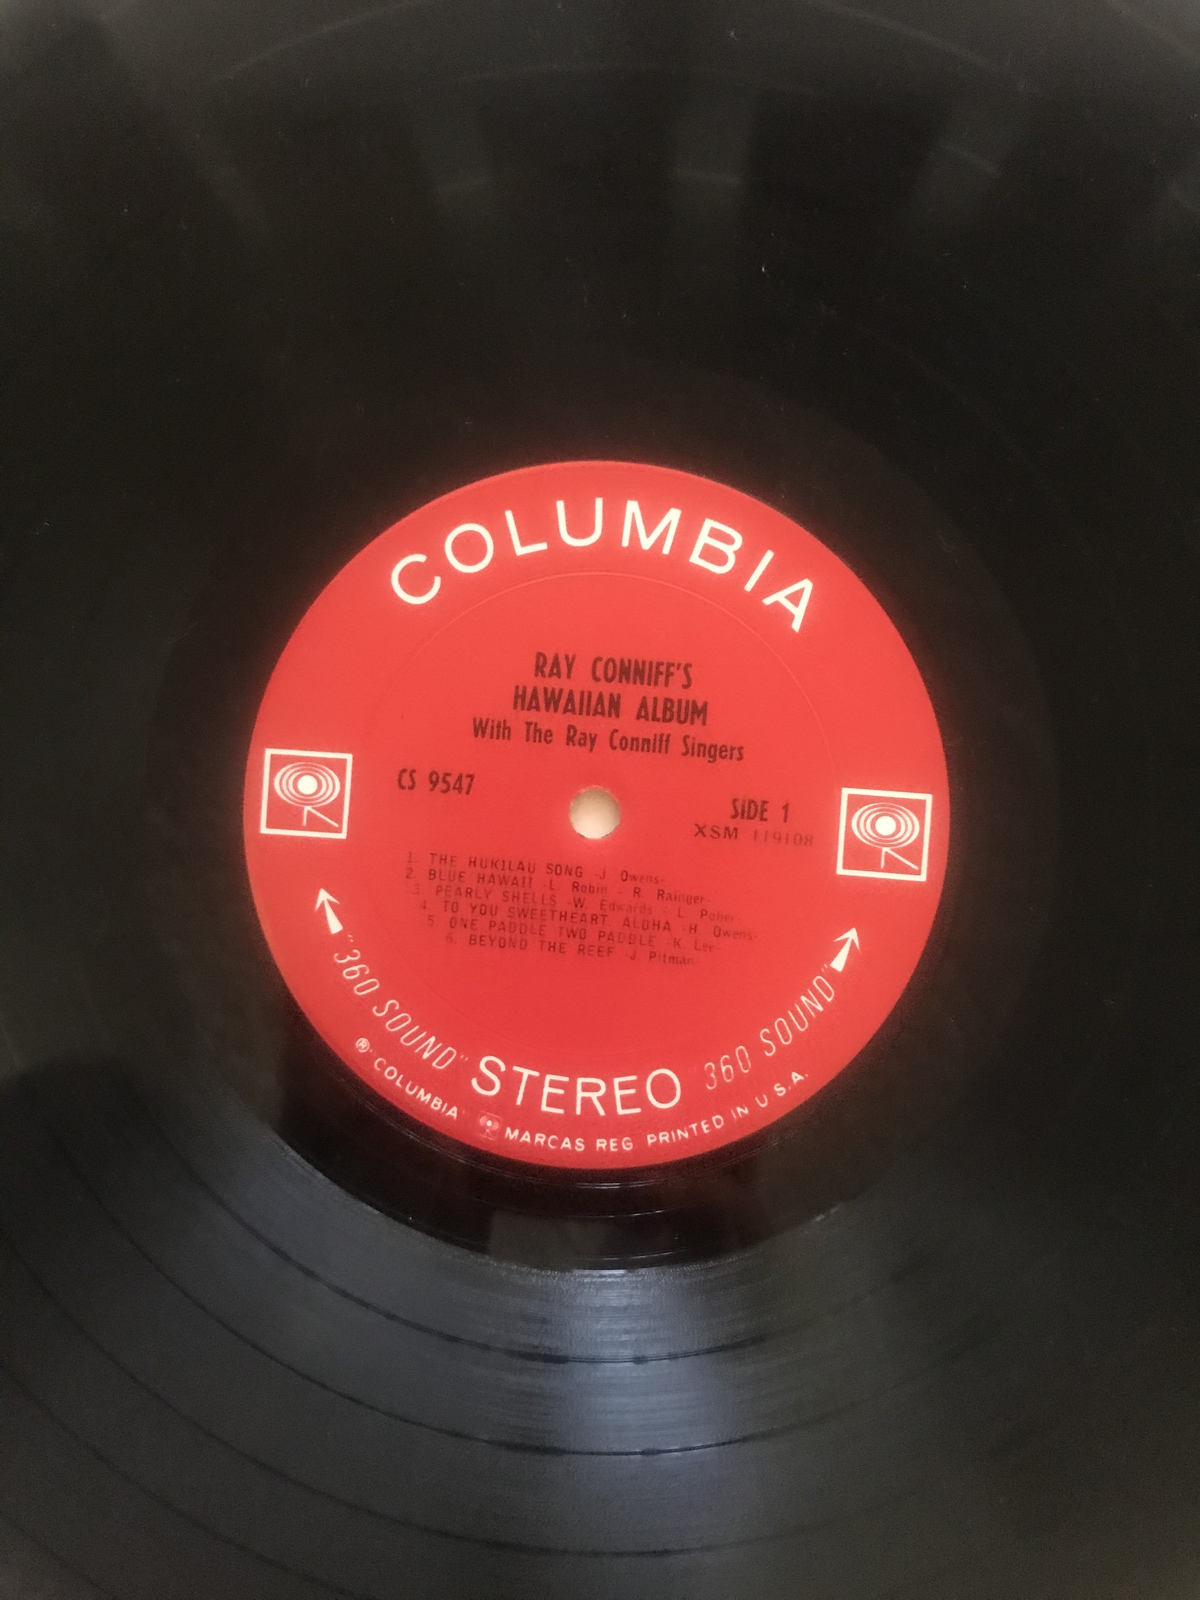 COLUMBIA
RAY CONNIFF'S
HAWAIIAN ALBUM
With The Ray Conniff Singers
CS 9547
SIDE 1
XSM 119108
1. THE HUKILAU SONG -J. Owens-
2. BLUE HAWAII -L. Robin - R. Rainger-
3. PEARLY SHELLS -W. Edwards - L. Pober-
4. TO YOU SWEETHEART, ALOHA -H. Owens-
5. ONE PADDLE TWO PADDLE -K. Lee-
6. BEYOND THE REEF -J. Pitman-
"360 SOUND" STEREO "360 SOUND"
® "COLUMBIA" MARCAS REG. PRINTED IN U.S.A.